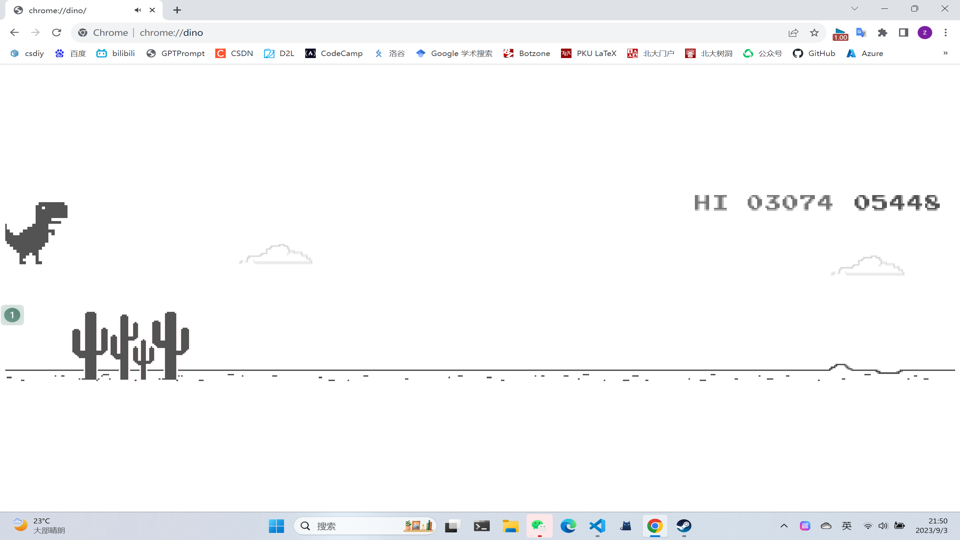 chrome://dino/
Chrome | chrome://dino
1.00
z
csdiy 百度 bilibili GPTPrompt CSDN D2L CodeCamp 洛谷 Google 学术搜索 Botzone PKU LaTeX 北大门户 北大树洞 公众号 GitHub Azure »
HI 03074 05448
1
23°C
大部晴朗
搜索
英
21:50
2023/9/3